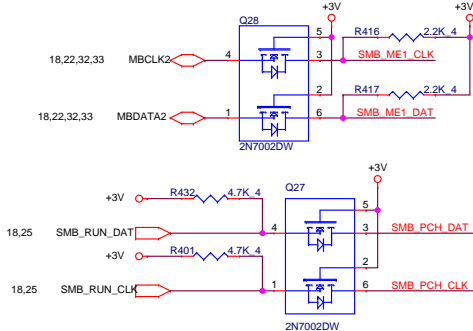 Q28
+3V
+3V
5
R416
2.2K_4
18,22,32,33
MBCLK2
4
3
SMB_ME1_CLK
R417
2.2K_4
2
18,22,32,33
MBDATA2
1
6
SMB_ME1_DAT
2N7002DW
+3V
+3V
R432
4.7K_4
Q27
5
18,25
SMB_RUN_DAT
4
3
SMB_PCH_DAT
+3V
R401
4.7K_4
2
18,25
SMB_RUN_CLK
1
6
SMB_PCH_CLK
2N7002DW